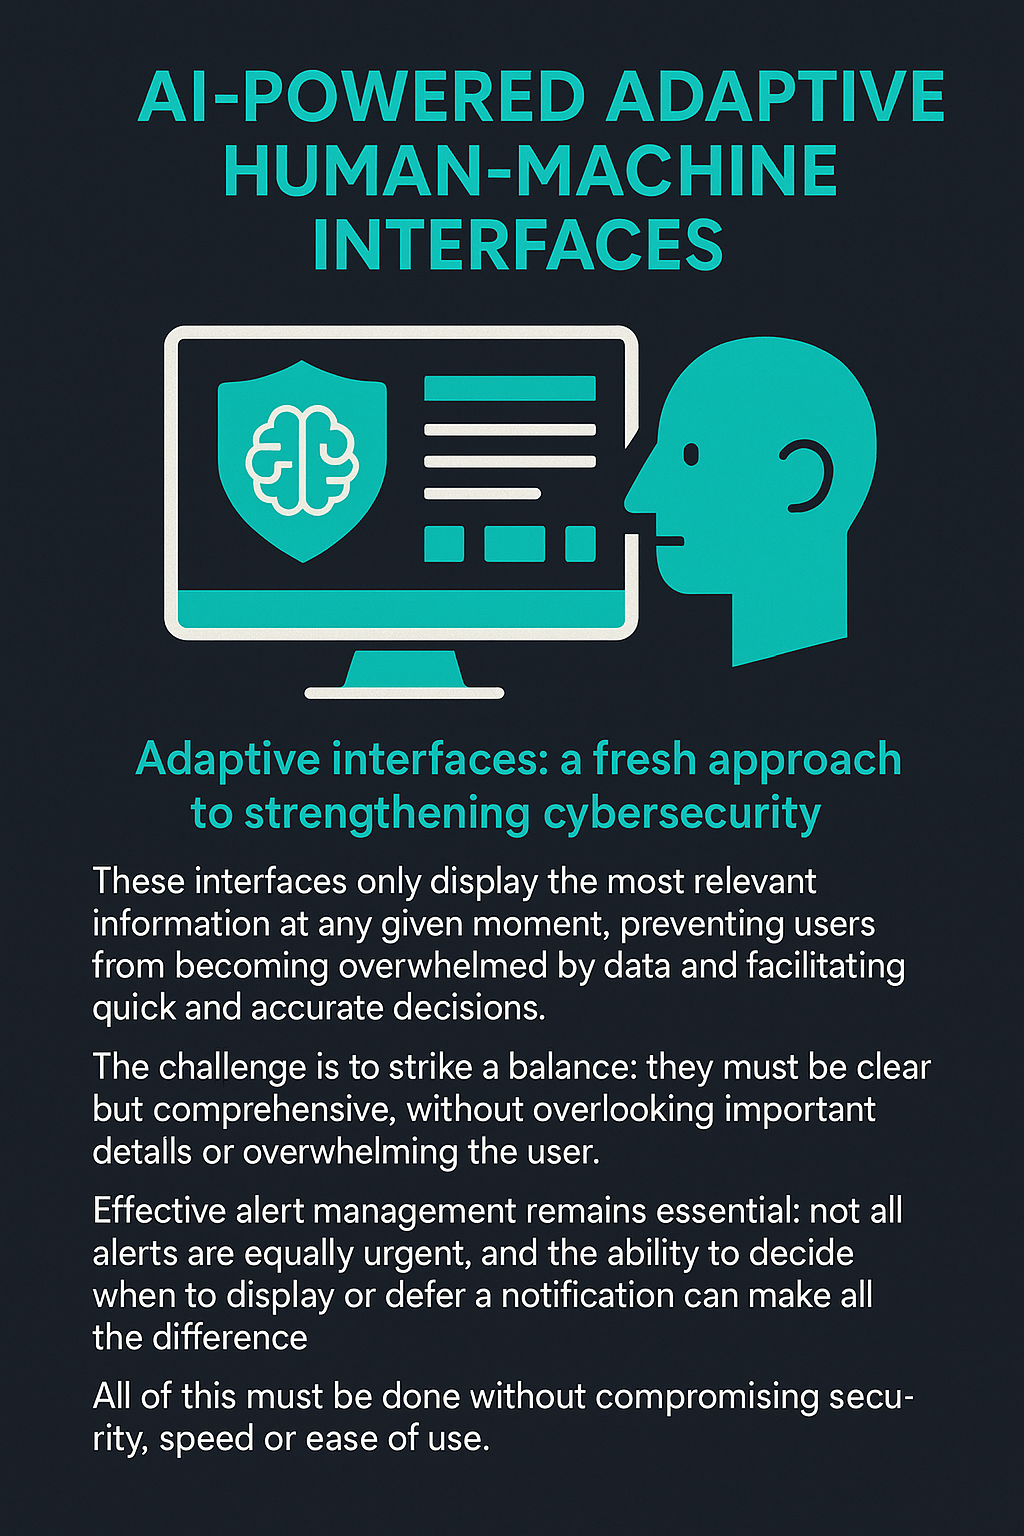 AI-POWERED ADAPTIVE
HUMAN-MACHINE
INTERFACES
Adaptive interfaces: a fresh approach
to strengthening cybersecurity
These interfaces only display the most relevant
information at any given moment, preventing users
from becoming overwhelmed by data and facilitating
quick and accurate decisions.
The challenge is to strike a balance: they must be clear
but comprehensive, without overlooking important
detalls or overwhelming the user.
Effective alert management remains essential: not all
alerts are equally urgent, and the ability to decide
when to display or defer a notification can make all
the difference
All of this must be done without compromising secu-
rity, speed or ease of use.